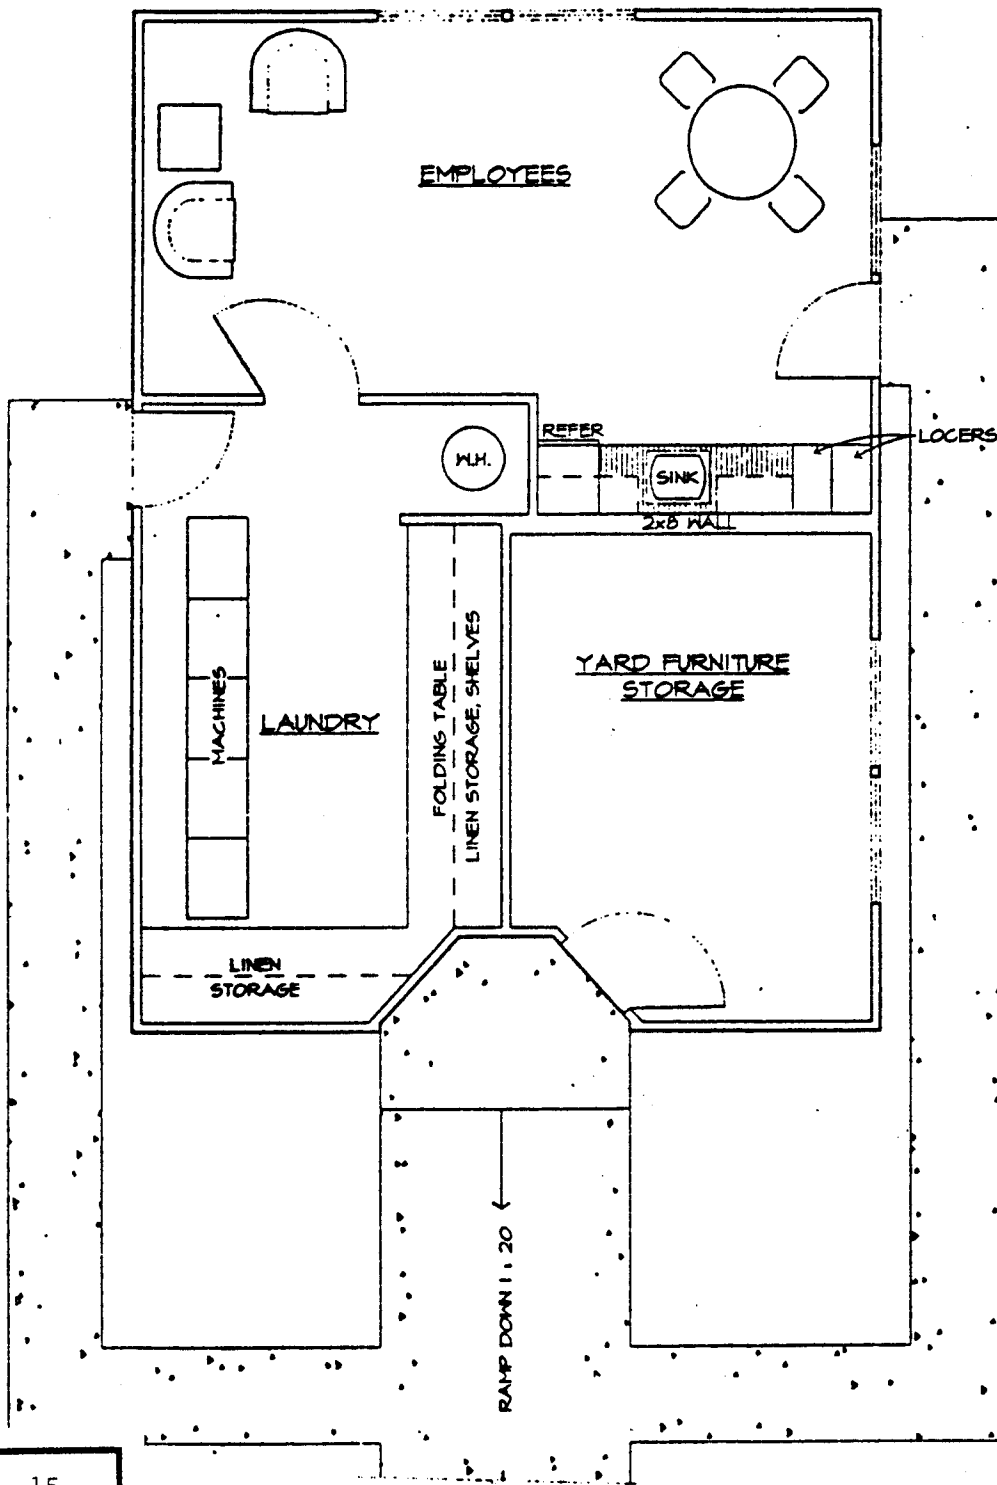 EMPLOYEES
REFER
W.H.
SINK
LOCERS
2x8 WALL
YARD FURNITURE
STORAGE
MACHINES
LAUNDRY
FOLDING TABLE
LINEN STORAGE, SHELVES
LINEN
STORAGE
RAMP DOWN 1:20
15